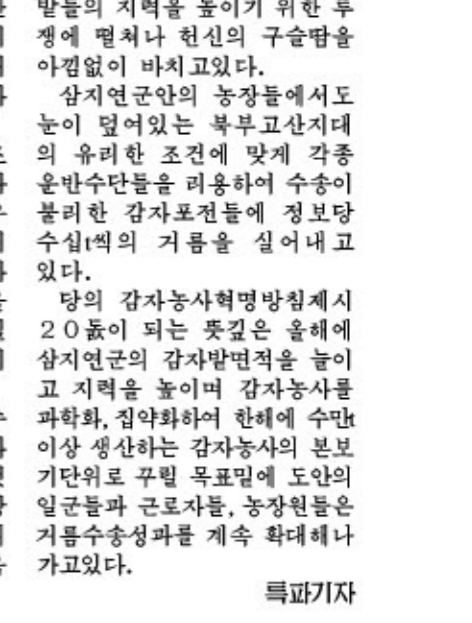 밭들의 지력을 높이기 위한 투
쟁에 떨쳐나 헌신의 구슬땀을
아낌없이 바치고있다.
삼지연군안의 농장들에서도
눈이 덮여있는 북부고산지대
의 유리한 조건에 맞게 각종
운반수단들을 리용하여 수송이
불리한 감자포전들에 정보당
수십t씩의 거름을 실어내고
있다.
당의 감자농사혁명방침제시
20돐이 되는 뜻깊은 올해에
삼지연군의 감자밭면적을 늘이
고 지력을 높이며 감자농사를
과학화, 집약화하여 한해에 수만t
이상 생산하는 감자농사의 본보
기단위로 꾸릴 목표밑에 도안의
일군들과 근로자들, 농장원들은
거름수송성과를 계속 확대해나
가고있다.
특파기자